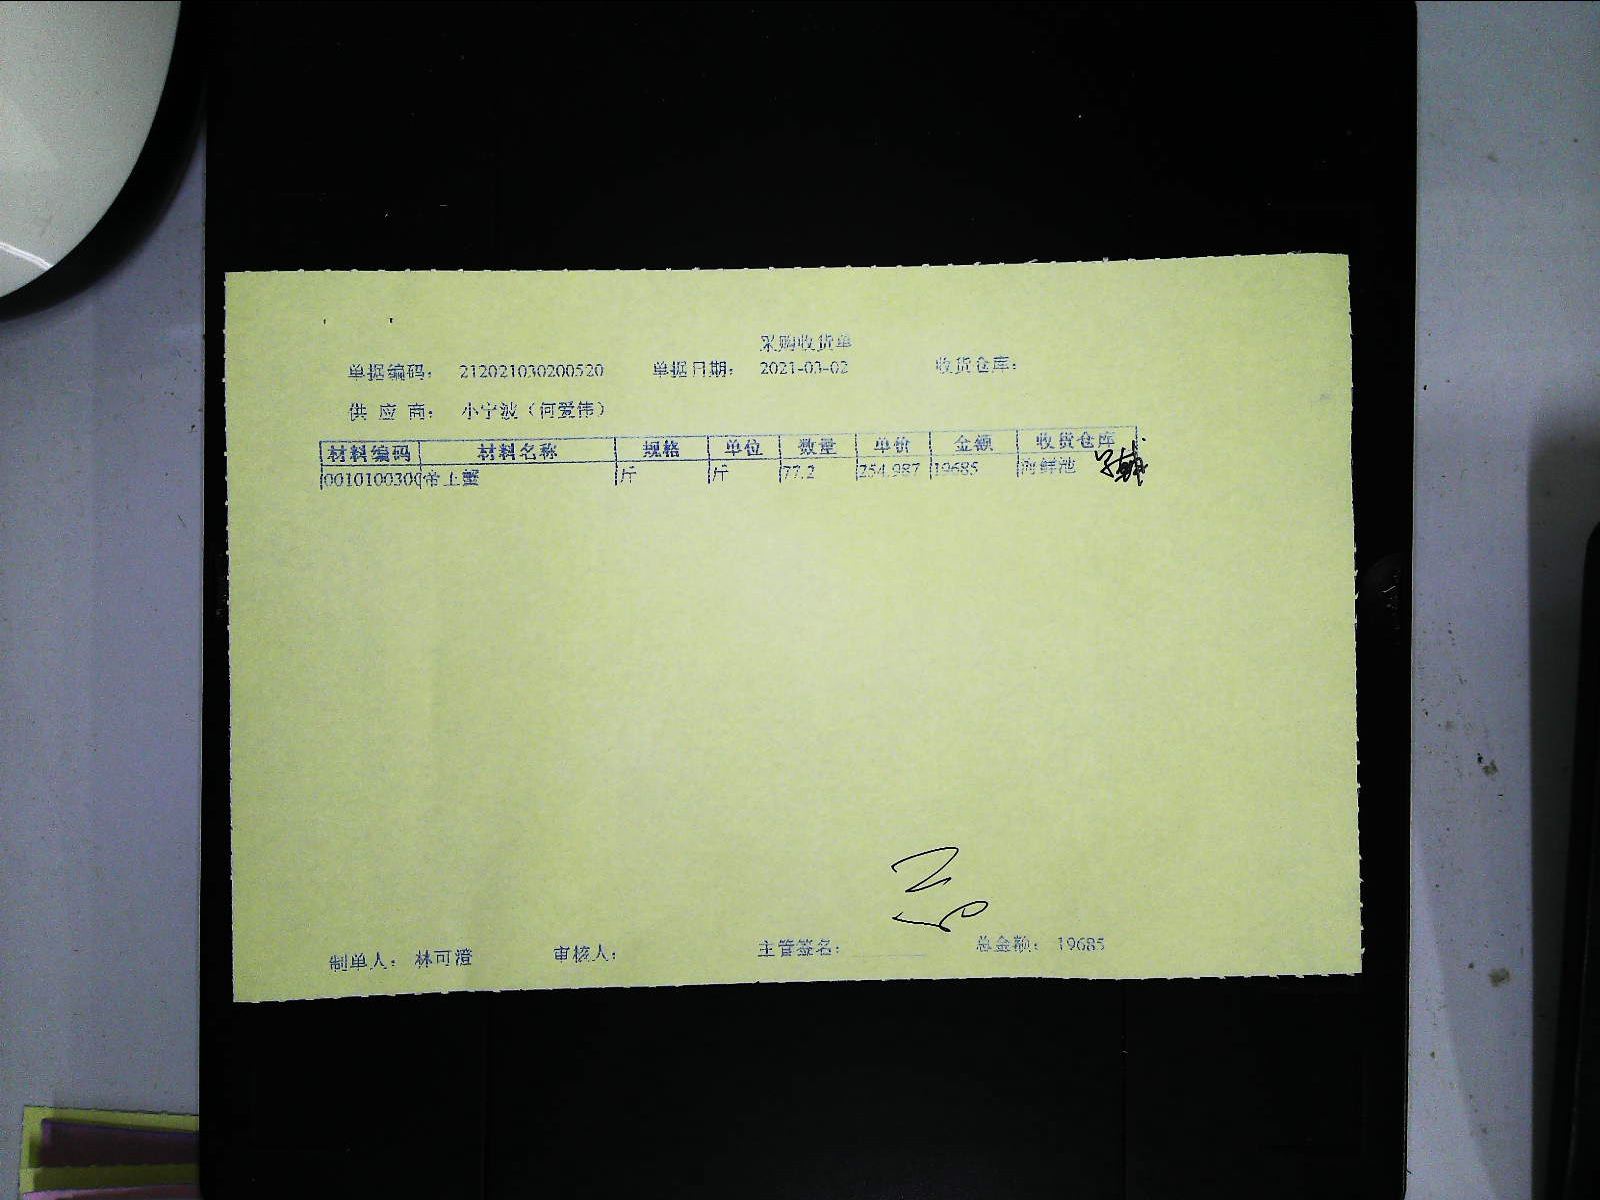 采购收货单
单据编码： 212021030200520 单据日期： 2021-03-02 收货仓库：
供 应 商： 小宁波（何爱伟）
材料编码 材料名称 规格 单位 数量 单价 金额 收货仓库
0010100300 帝王蟹 斤 斤 77.2 254.987 19685 海鲜池
制单人： 林可澄 审核人： 主管签名： 总金额： 19685